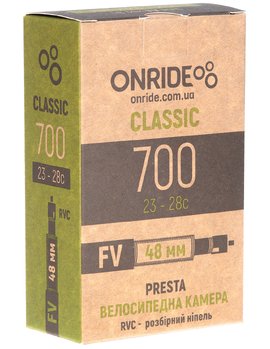 CLASSIC
700
23 - 28c
RVC
FV 48 мм
ONRIDE
onride.com.ua
CLASSIC
700
23 - 28c
FV 48 мм
PRESTA
ВЕЛОСИПЕДНА КАМЕРА
RVC - розбірний ніпель